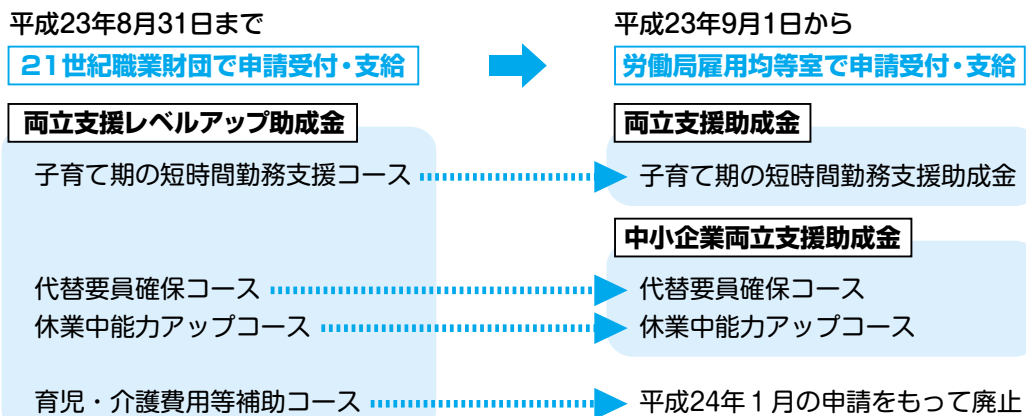 平成23年8月31日まで
21世紀職業財団で申請受付・支給
両立支援レベルアップ助成金
子育て期の短時間勤務支援コース
代替要員確保コース
休業中能力アップコース
育児・介護費用等補助コース
平成23年9月1日から
労働局雇用均等室で申請受付・支給
両立支援助成金
子育て期の短時間勤務支援助成金
中小企業両立支援助成金
代替要員確保コース
休業中能力アップコース
平成24年1月の申請をもって廃止